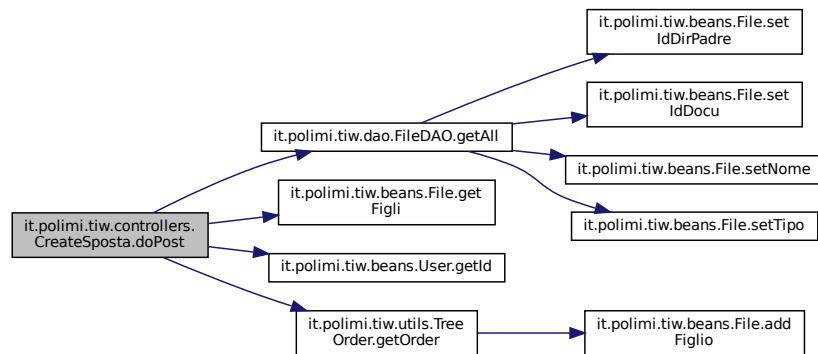 it.polimi.tiw.controllers.
CreateSposta.doPost
it.polimi.tiw.dao.FileDAO.getAll
it.polimi.tiw.beans.File.set
IdDirPadre
it.polimi.tiw.beans.File.set
IdDocu
it.polimi.tiw.beans.File.setNome
it.polimi.tiw.beans.File.setTipo
it.polimi.tiw.beans.File.get
Figli
it.polimi.tiw.beans.User.getId
it.polimi.tiw.utils.Tree
Order.getOrder
it.polimi.tiw.beans.File.add
Figlio